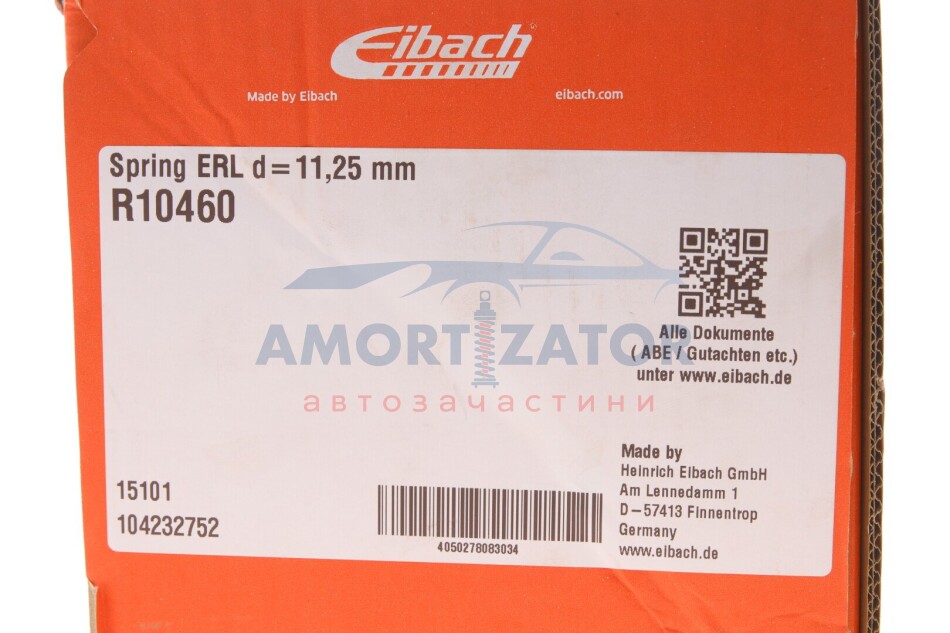 Eibach
Made by Eibach
eibach.com
Spring ERL d=11,25 mm
R10460
AMORTIZATOR
автозачастини
Alle Dokumente
( ABE / Gutachten etc.)
unter www.eibach.de
15101
104232752
4050278083034
Made by
Heinrich Eibach GmbH
Am Lennedamm 1
D-57413 Finnentrop
Germany
www.eibach.de